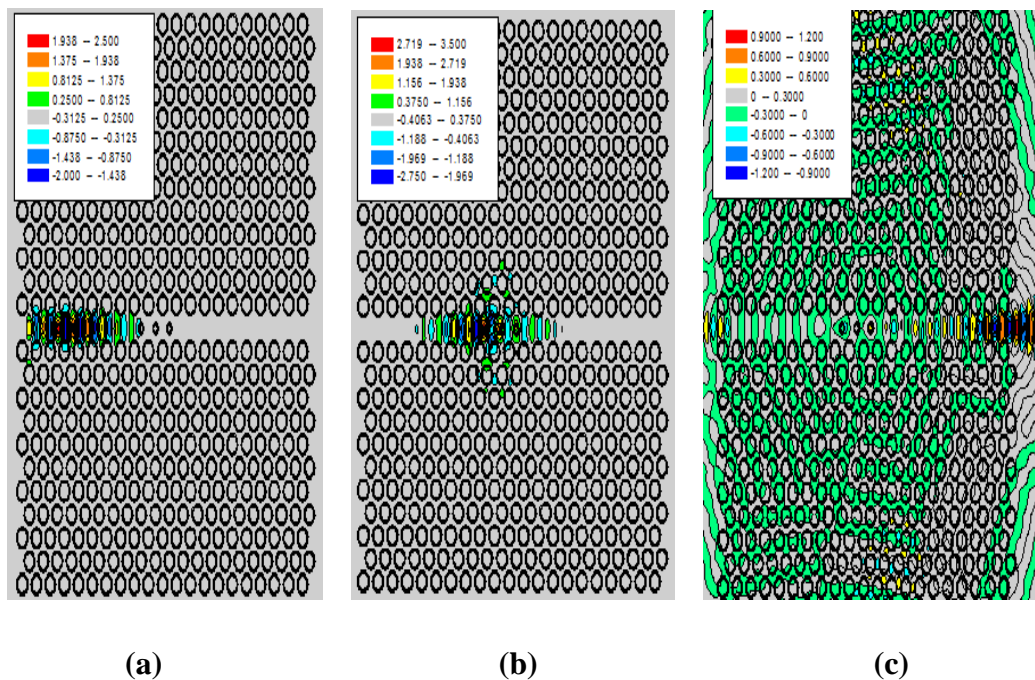 1.938 -- 2.500
1.375 -- 1.938
0.8125 -- 1.375
0.2500 -- 0.8125
-0.3125 -- 0.2500
-0.8750 -- -0.3125
-1.438 -- -0.8750
-2.000 -- -1.438
2.719 -- 3.500
1.938 -- 2.719
1.156 -- 1.938
0.3750 -- 1.156
-0.4063 -- 0.3750
-1.188 -- -0.4063
-1.969 -- -1.188
-2.750 -- -1.969
0.9000 -- 1.200
0.6000 -- 0.9000
0.3000 -- 0.6000
0 -- 0.3000
-0.3000 -- 0
-0.6000 -- -0.3000
-0.9000 -- -0.6000
-1.200 -- -0.9000
(a) (b) (c)